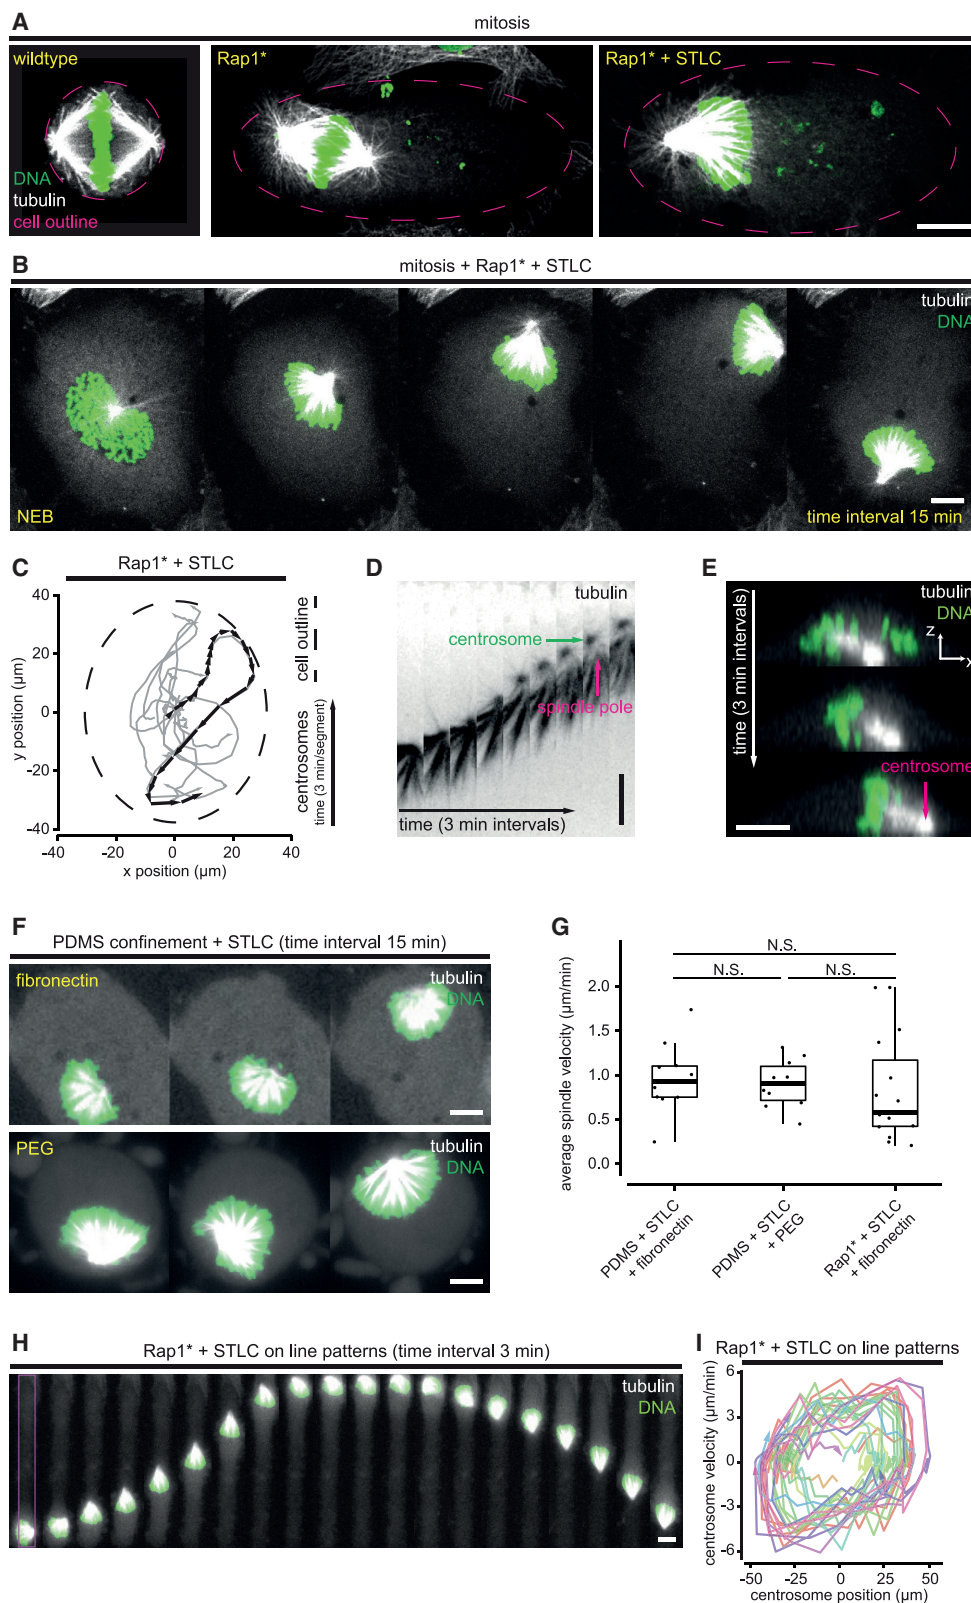 A
mitosis
wildtype
DNA
tubulin
cell outline
Rap1*
Rap1* + STLC
B
mitosis + Rap1* + STLC
tubulin
DNA
NEB
time interval 15 min
C
Rap1* + STLC
y position (µm)
40
20
0
-20
-40
-40
-20
0
20
40
x position (µm)
cell outline
centrosomes
time (3 min/segment)
D
tubulin
centrosome
spindle pole
time (3 min intervals)
E
time (3 min intervals)
tubulin
DNA
z
x
centrosome
F
PDMS confinement + STLC (time interval 15 min)
fibronectin
tubulin
DNA
PEG
tubulin
DNA
G
average spindle velocity (µm/min)
2.0
1.5
1.0
0.5
0.0
N.S.
N.S.
N.S.
PDMS + STLC
+ fibronectin
PDMS + STLC
+ PEG
Rap1* + STLC
+ fibronectin
H
Rap1* + STLC on line patterns (time interval 3 min)
tubulin
DNA
I
Rap1* + STLC on line patterns
centrosome velocity (µm/min)
6
3
0
-3
-6
-50
-25
0
25
50
centrosome position (µm)